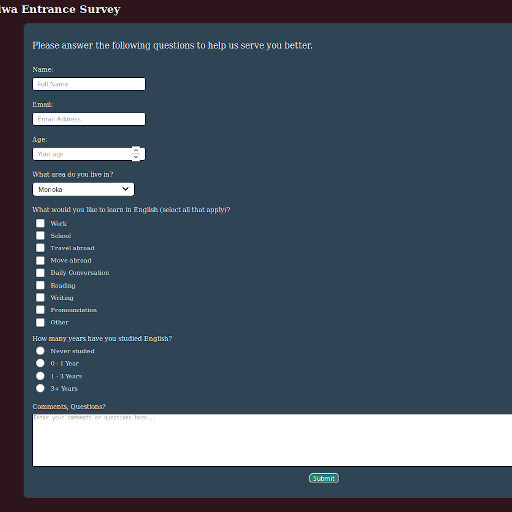 Entrance Survey
Please answer the following questions to help us serve you better.
Name:
Full Name
Email:
Email Address
Age:
Your age
What area do you live in?
Morioka
What would you like to learn in English (select all that apply)?
Work
School
Travel abroad
Move abroad
Daily Conversation
Reading
Writing
Pronounciation
Other
How many years have you studied English?
Never studied
0 - 1 Year
1 - 3 Years
3+ Years
Comments, Questions?
Enter your comments or questions here...
Submit